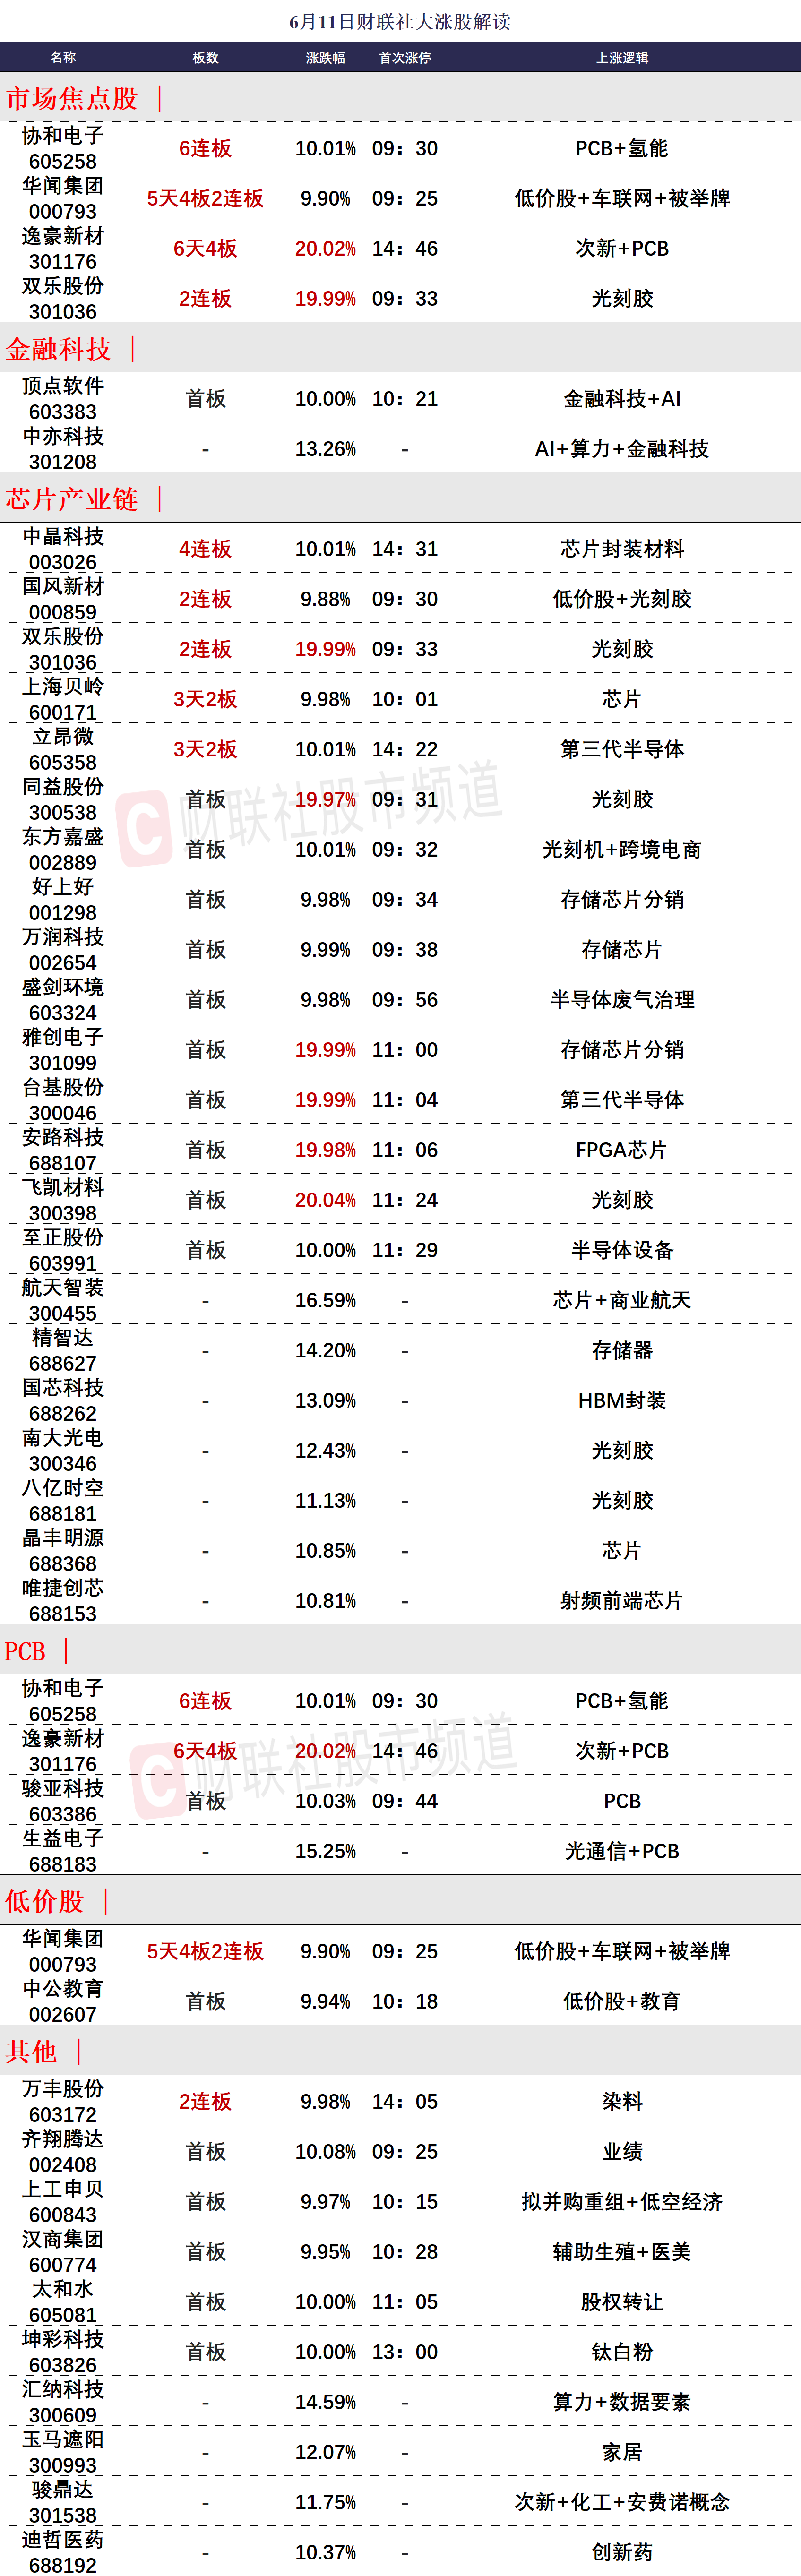 6月11日财联社大涨股解读
名称 板数 涨跌幅 首次涨停 上涨逻辑
市场焦点股 |
协和电子
605258 6连板 10.01% 09：30 PCB+氢能
华闻集团
000793 5天4板2连板 9.90% 09：25 低价股+车联网+被举牌
逸豪新材
301176 6天4板 20.02% 14：46 次新+PCB
双乐股份
301036 2连板 19.99% 09：33 光刻胶
金融科技 |
顶点软件
603383 首板 10.00% 10：21 金融科技+AI
中亦科技
301208 - 13.26% - AI+算力+金融科技
芯片产业链 |
中晶科技
003026 4连板 10.01% 14：31 芯片封装材料
国风新材
000859 2连板 9.88% 09：30 低价股+光刻胶
双乐股份
301036 2连板 19.99% 09：33 光刻胶
上海贝岭
600171 3天2板 9.98% 10：01 芯片
立昂微
605358 3天2板 10.01% 14：22 第三代半导体
同益股份
300538 首板 19.97% 09：31 光刻胶
财联社股市频道
东方嘉盛
002889 首板 10.01% 09：32 光刻机+跨境电商
好上好
001298 首板 9.98% 09：34 存储芯片分销
万润科技
002654 首板 9.99% 09：38 存储芯片
盛剑环境
603324 首板 9.98% 09：56 半导体废气治理
雅创电子
301099 首板 19.99% 11：00 存储芯片分销
台基股份
300046 首板 19.99% 11：04 第三代半导体
安路科技
688107 首板 19.98% 11：06 FPGA芯片
飞凯材料
300398 首板 20.04% 11：24 光刻胶
至正股份
603991 首板 10.00% 11：29 半导体设备
航天智装
300455 - 16.59% - 芯片+商业航天
精智达
688627 - 14.20% - 存储器
国芯科技
688262 - 13.09% - HBM封装
南大光电
300346 - 12.43% - 光刻胶
八亿时空
688181 - 11.13% - 光刻胶
晶丰明源
688368 - 10.85% - 芯片
唯捷创芯
688153 - 10.81% - 射频前端芯片
PCB |
协和电子
605258 6连板 10.01% 09：30 PCB+氢能
逸豪新材
301176 6天4板 20.02% 14：46 次新+PCB
财联社股市频道
骏亚科技
603386 首板 10.03% 09：44 PCB
生益电子
688183 - 15.25% - 光通信+PCB
低价股 |
华闻集团
000793 5天4板2连板 9.90% 09：25 低价股+车联网+被举牌
中公教育
002607 首板 9.94% 10：18 低价股+教育
其他 |
万丰股份
603172 2连板 9.98% 14：05 染料
齐翔腾达
002408 首板 10.08% 09：25 业绩
上工申贝
600843 首板 9.97% 10：15 拟并购重组+低空经济
汉商集团
600774 首板 9.95% 10：28 辅助生殖+医美
太和水
605081 首板 10.00% 11：05 股权转让
坤彩科技
603826 首板 10.00% 13：00 钛白粉
汇纳科技
300609 - 14.59% - 算力+数据要素
玉马遮阳
300993 - 12.07% - 家居
骏鼎达
301538 - 11.75% - 次新+化工+安费诺概念
迪哲医药
688192 - 10.37% - 创新药